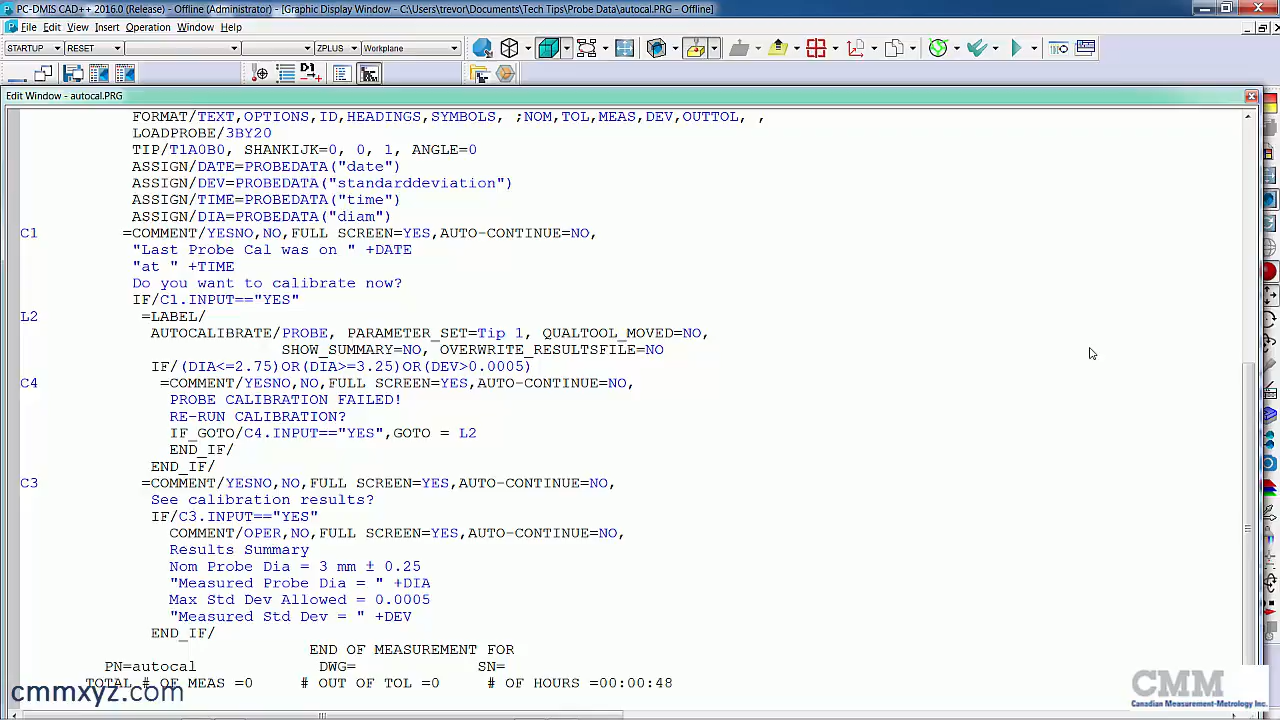 PC-DMIS CAD++ 2016.0 (Release) - Offline (Administrator) - [Graphic Display Window - C:\Users\trevor\Documents\Tech Tips\Probe Data\autocal.PRG - Offline]
File Edit View Insert Operation Window Help
STARTUP RESET ZPLUS Workplane
Edit Window - autocal.PRG
FORMAT/TEXT,OPTIONS,ID,HEADINGS,SYMBOLS, ;NOM,TOL,MEAS,DEV,OUTTOL, ,
LOADPROBE/3BY20
TIP/T1A0B0, SHANKIJK=0, 0, 1, ANGLE=0
ASSIGN/DATE=PROBEDATA("date")
ASSIGN/DEV=PROBEDATA("standarddeviation")
ASSIGN/TIME=PROBEDATA("time")
ASSIGN/DIA=PROBEDATA("diam")
C1 =COMMENT/YESNO,NO,FULL SCREEN=YES,AUTO-CONTINUE=NO,
"Last Probe Cal was on " +DATE
"at " +TIME
Do you want to calibrate now?
IF/C1.INPUT=="YES"
L2 =LABEL/
AUTOCALIBRATE/PROBE, PARAMETER_SET=Tip 1, QUALTOOL_MOVED=NO,
SHOW_SUMMARY=NO, OVERWRITE_RESULTSFILE=NO
IF/(DIA<=2.75)OR(DIA>=3.25)OR(DEV>0.0005)
C4 =COMMENT/YESNO,NO,FULL SCREEN=YES,AUTO-CONTINUE=NO,
PROBE CALIBRATION FAILED!
RE-RUN CALIBRATION?
IF_GOTO/C4.INPUT=="YES",GOTO = L2
END_IF/
END_IF/
C3 =COMMENT/YESNO,NO,FULL SCREEN=YES,AUTO-CONTINUE=NO,
See calibration results?
IF/C3.INPUT=="YES"
COMMENT/OPER,NO,FULL SCREEN=YES,AUTO-CONTINUE=NO,
Results Summary
Nom Probe Dia = 3 mm ± 0.25
"Measured Probe Dia = " +DIA
Max Std Dev Allowed = 0.0005
"Measured Std Dev = " +DEV
END_IF/
END OF MEASUREMENT FOR
PN=autocal DWG= SN=
TOTAL # OF MEAS =0 # OUT OF TOL =0 # OF HOURS =00:00:48
cmmxyz.com
CMM
Canadian Measurement-Metrology Inc.